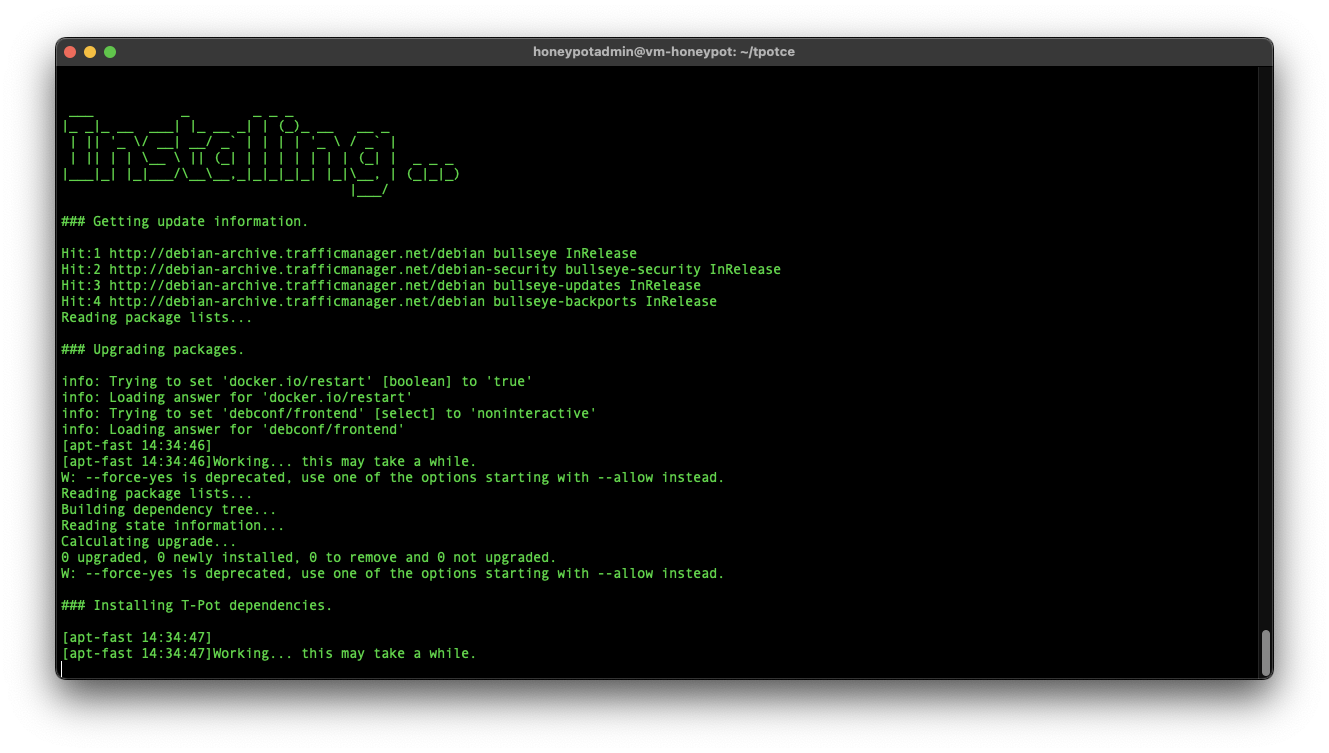 honeypotadmin@vm-honeypot: ~/tpotce
Installing...
### Getting update information.
Hit:1 http://debian-archive.trafficmanager.net/debian bullseye InRelease
Hit:2 http://debian-archive.trafficmanager.net/debian-security bullseye-security InRelease
Hit:3 http://debian-archive.trafficmanager.net/debian bullseye-updates InRelease
Hit:4 http://debian-archive.trafficmanager.net/debian bullseye-backports InRelease
Reading package lists...
### Upgrading packages.
info: Trying to set 'docker.io/restart' [boolean] to 'true'
info: Loading answer for 'docker.io/restart'
info: Trying to set 'debconf/frontend' [select] to 'noninteractive'
info: Loading answer for 'debconf/frontend'
[apt-fast 14:34:46]
[apt-fast 14:34:46]Working... this may take a while.
W: --force-yes is deprecated, use one of the options starting with --allow instead.
Reading package lists...
Building dependency tree...
Reading state information...
Calculating upgrade...
0 upgraded, 0 newly installed, 0 to remove and 0 not upgraded.
W: --force-yes is deprecated, use one of the options starting with --allow instead.
### Installing T-Pot dependencies.
[apt-fast 14:34:47]
[apt-fast 14:34:47]Working... this may take a while.